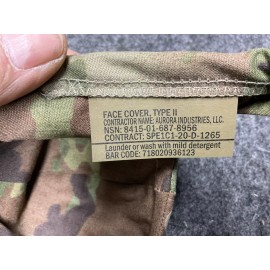 FACE COVER, TYPE II
CONTRACTOR NAME: AURORA INDUSTRIES, LLC.
NSN: 8415-01-687-8956
CONTRACT: SPE1C1-20-D-1265
Launder or wash with mild detergent
BAR CODE: 718020936123